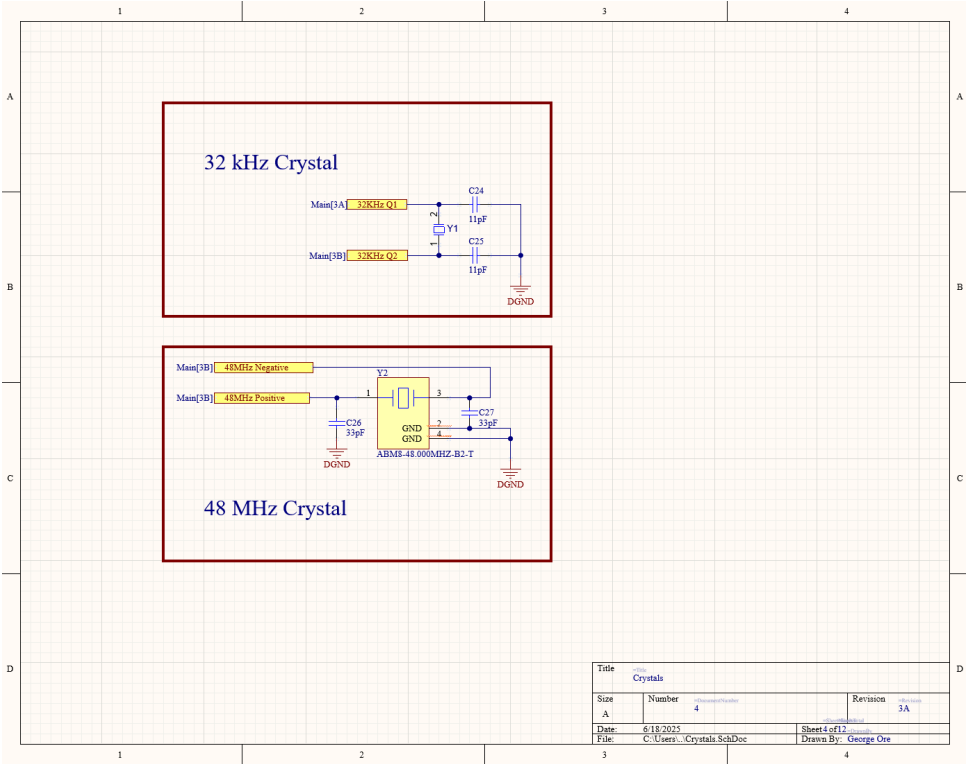 1 2 3 4
A A
32 kHz Crystal
C24
Main[3A] 32KHz Q1
11pF
2
Y1
1
C25
Main[3B] 32KHz Q2
11pF
B B
DGND
Main[3B] 48MHz Negative
Y2
Main[3B] 48MHz Positive 1 3
C27
C26 GND 2 33pF
33pF GND 4
ABM8-48.000MHZ-B2-T
DGND
C C
DGND
48 MHz Crystal
D D
Title =Title
Crystals
Size Number =DocumentNumber Revision =Revision
A 4 3A
Date: 6/18/2025 Sheet 4 of 12
File: C:\Users\..\Crystals.SchDoc Drawn By: George Ore
1 2 3 4